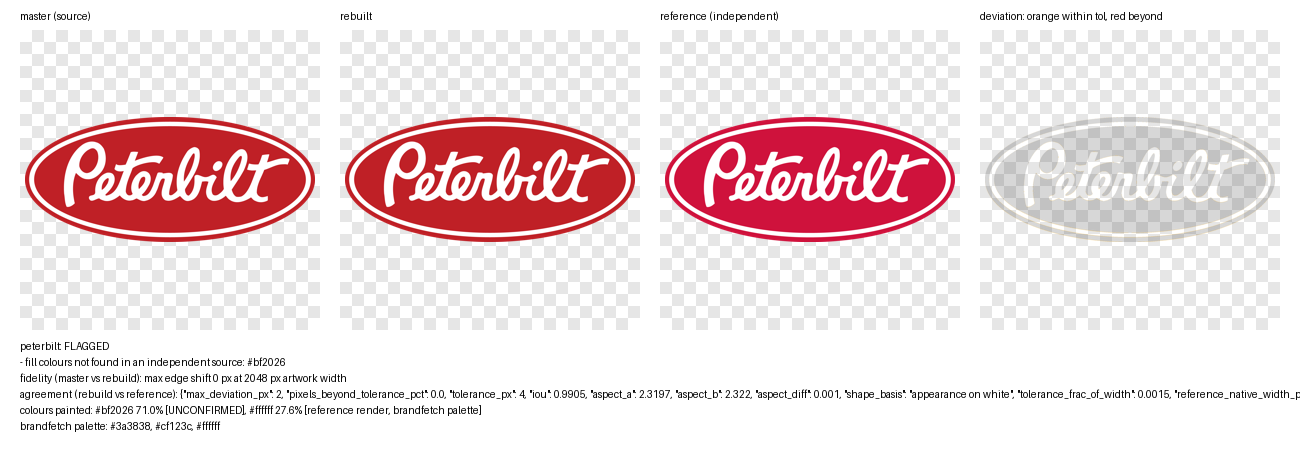 master (source)
rebuilt
reference (independent)
deviation: orange within tol, red beyond
Peterbilt
Peterbilt
Peterbilt
Peterbilt
peterbilt: FLAGGED
- fill colours not found in an independent source: #bf2026
fidelity (master vs rebuild): max edge shift 0 px at 2048 px artwork width
agreement (rebuild vs reference): {"max_deviation_px": 2, "pixels_beyond_tolerance_pct": 0.0, "tolerance_px": 4, "iou": 0.9905, "aspect_a": 2.3197, "aspect_b": 2.322, "aspect_diff": 0.001, "shape_basis": "appearance on white", "tolerance_frac_of_width": 0.0015, "reference_native_width_p
colours painted: #bf2026 71.0% [UNCONFIRMED], #ffffff 27.6% [reference render, brandfetch palette]
brandfetch palette: #3a3838, #cf123c, #ffffff